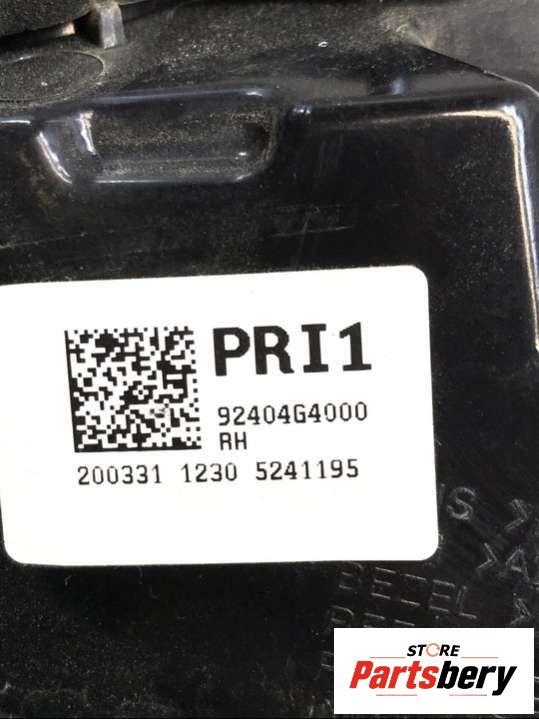 PRI1
92404G4000
RH
200331 1230 5241195
BEZEL
STORE
Partsbery